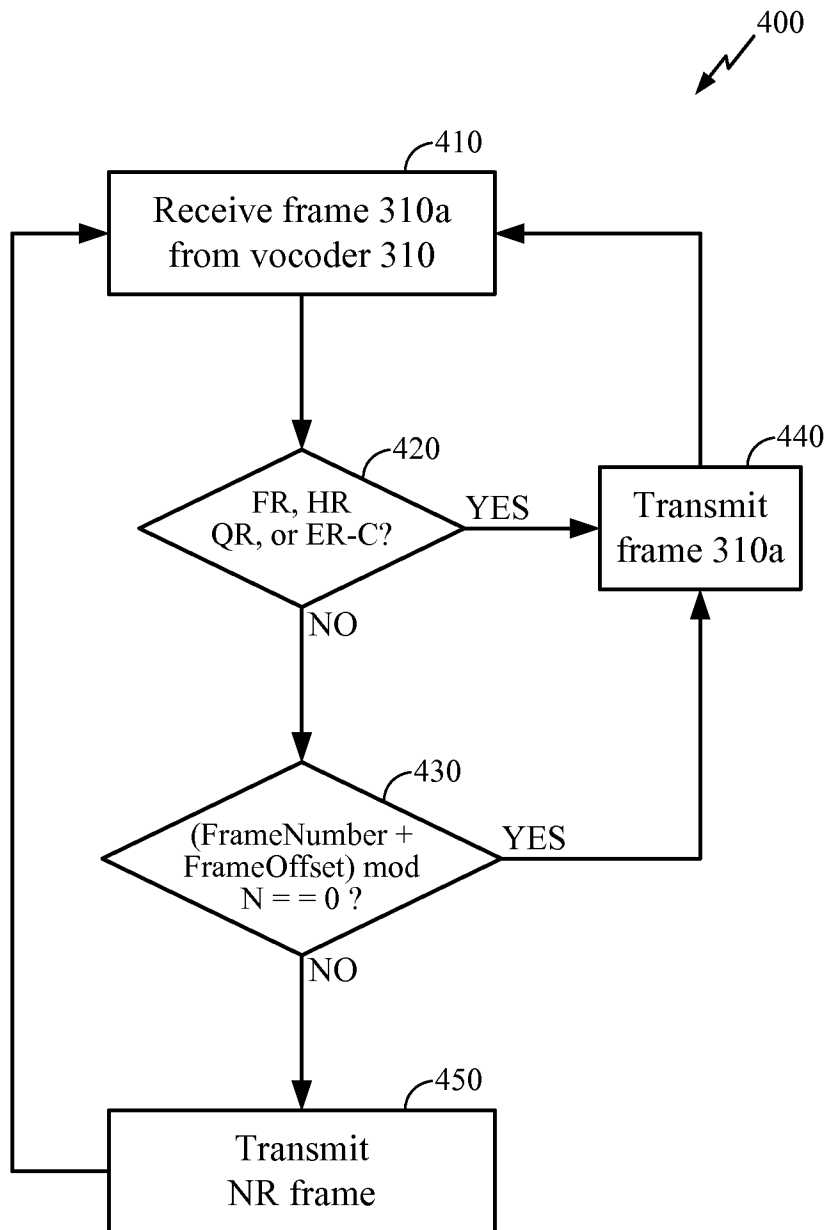 400
410
Receive frame 310a
from vocoder 310
420
FR, HR
QR, or ER-C?
YES
440
Transmit
frame 310a
NO
430
(FrameNumber +
FrameOffset) mod
N = = 0 ?
YES
NO
450
Transmit
NR frame